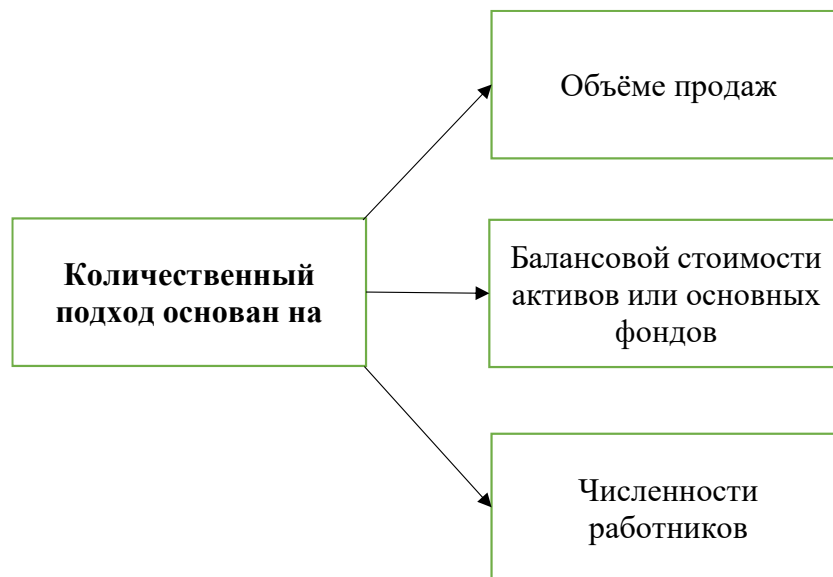 Объёме продаж
Количественный
подход основан на
Балансовой стоимости
активов или основных
фондов
Численности
работников